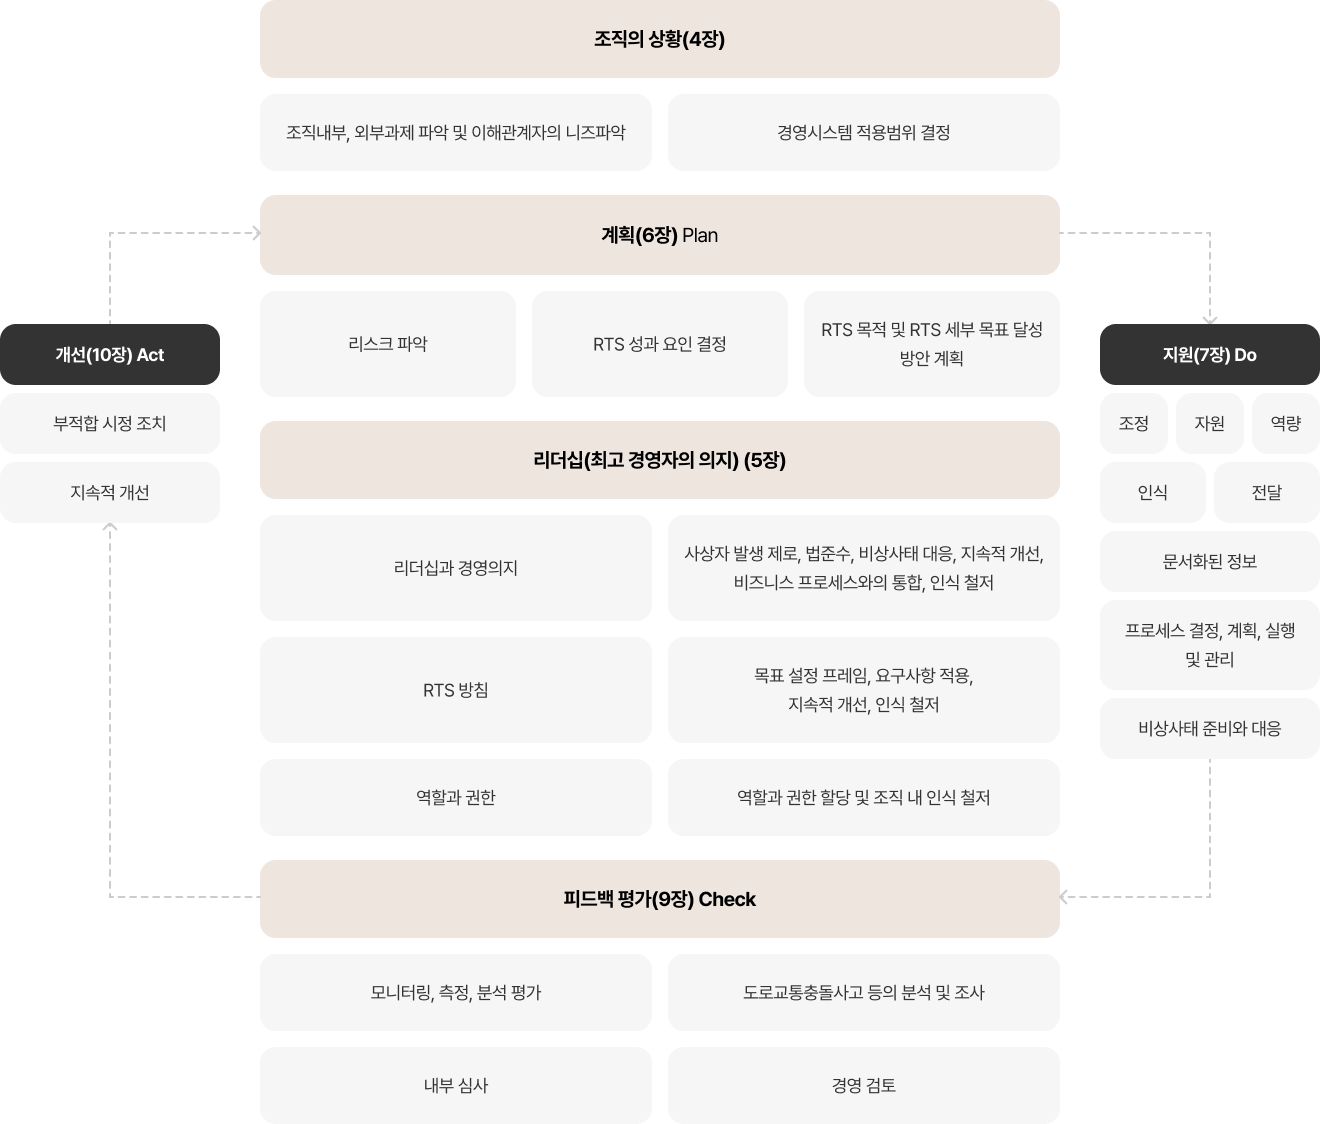 조직의 상황(4장)
조직내부, 외부과제 파악 및 이해관계자의 니즈파악
경영시스템 적용범위 결정
계획(6장) Plan
리스크 파악
RTS 성과 요인 결정
RTS 목적 및 RTS 세부 목표 달성
방안 계획
개선(10장) Act
부적합 시정 조치
지속적 개선
지원(7장) Do
조정
자원
역량
인식
전달
문서화된 정보
프로세스 결정, 계획, 실행
및 관리
비상사태 준비와 대응
리더십(최고 경영자의 의지) (5장)
리더십과 경영의지
사상자 발생 제로, 법준수, 비상사태 대응, 지속적 개선,
비즈니스 프로세스와의 통합, 인식 철저
RTS 방침
목표 설정 프레임, 요구사항 적용,
지속적 개선, 인식 철저
역할과 권한
역할과 권한 할당 및 조직 내 인식 철저
피드백 평가(9장) Check
모니터링, 측정, 분석 평가
도로교통충돌사고 등의 분석 및 조사
내부 심사
경영 검토